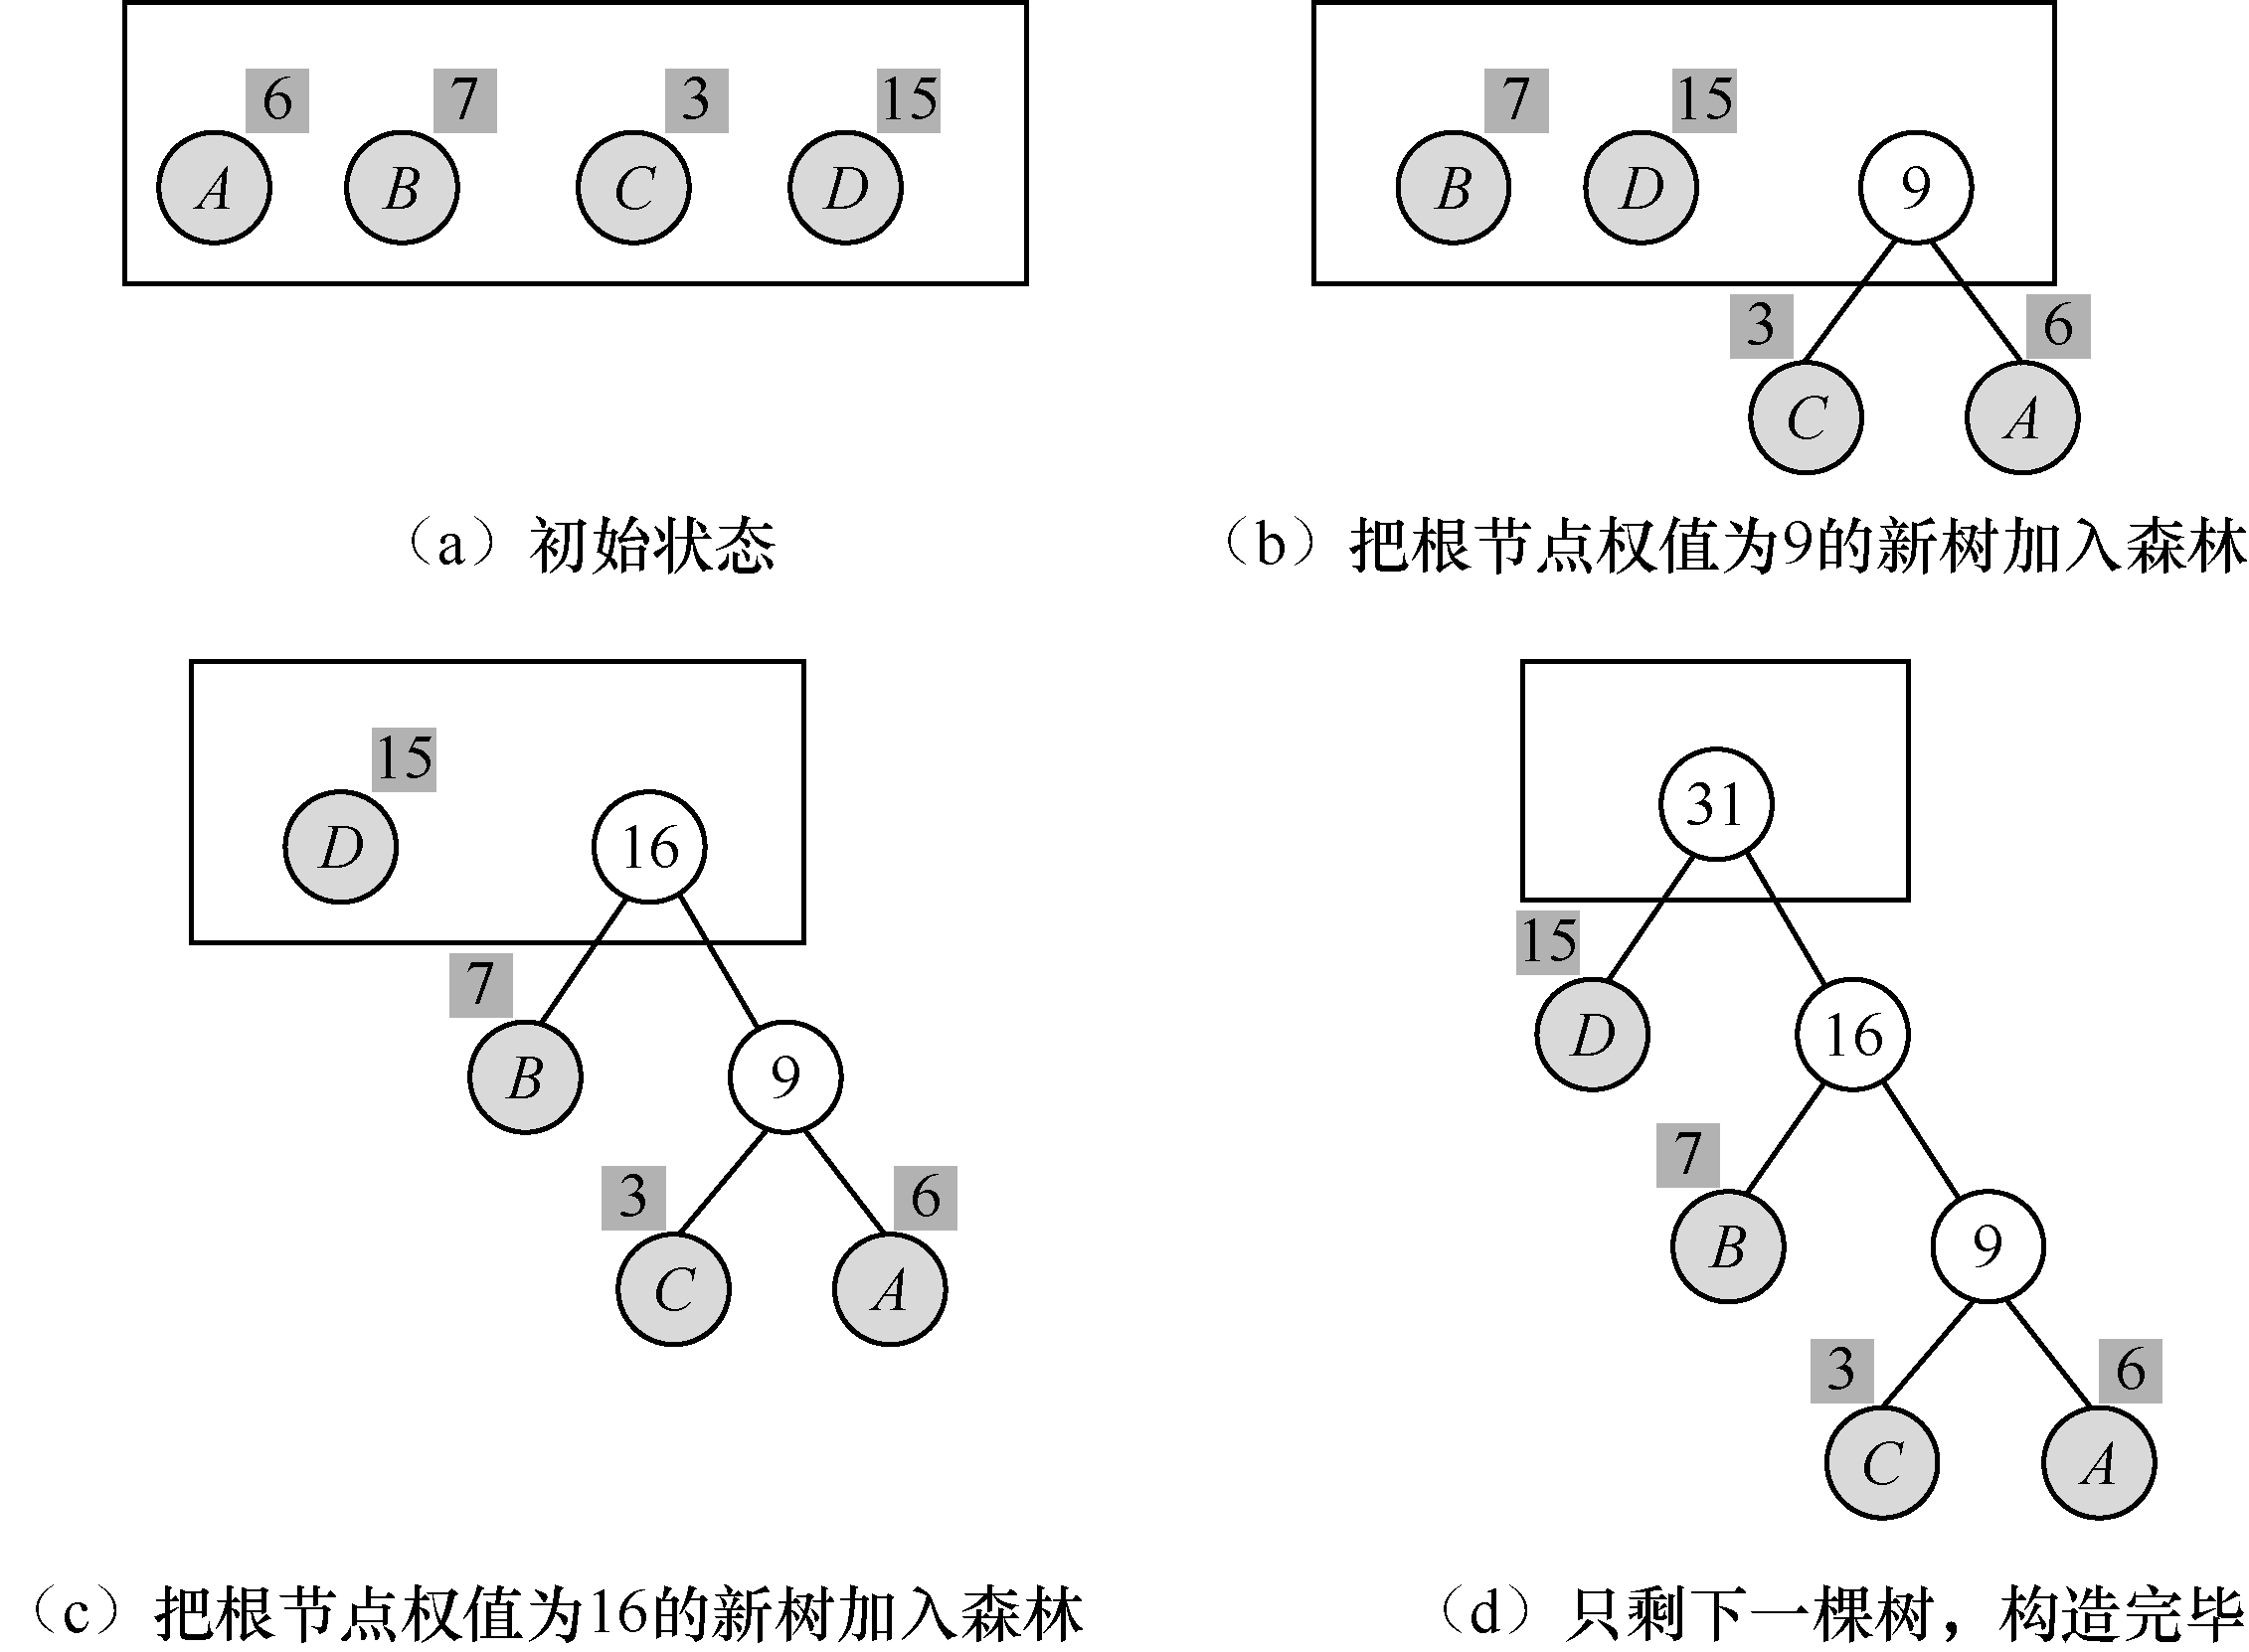 6 7 3 15
A B C D
7 15
B D 9
3 6
C A
（a）初始状态
（b）把根节点权值为9的新树加入森林
15
D 16
7
B 9
3 6
C A
31
15
D 16
7
B 9
3 6
C A
（c）把根节点权值为16的新树加入森林
（d）只剩下一棵树，构造完毕